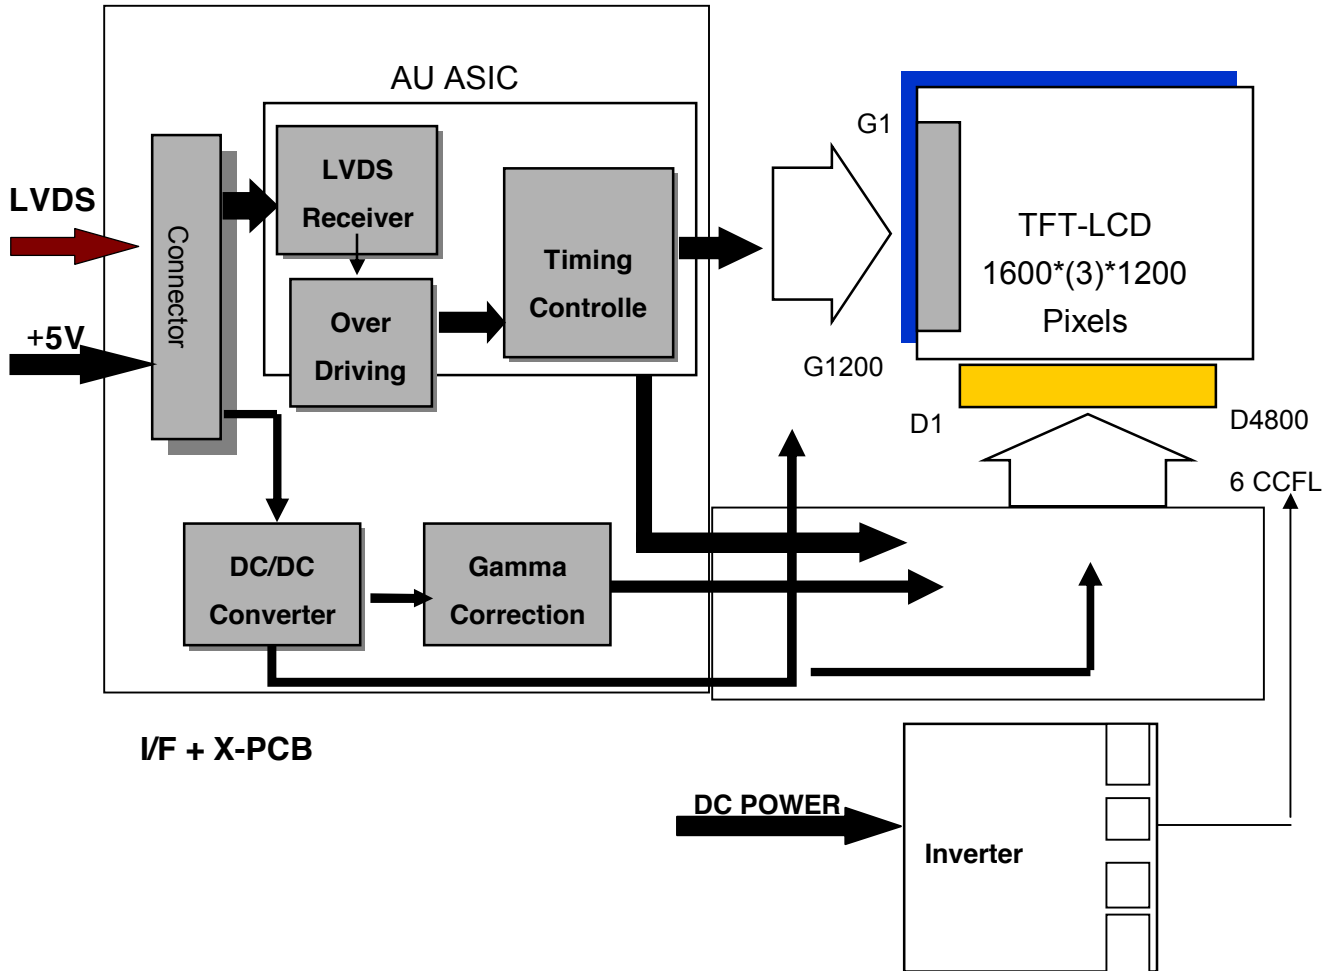 AU ASIC
G1
LVDS
Receiver
LVDS
Connector
Timing
Controlle
TFT-LCD
1600*(3)*1200
Pixels
+5V
Over
Driving
G1200
D1
D4800
6 CCFL
DC/DC
Converter
Gamma
Correction
I/F + X-PCB
DC POWER
Inverter